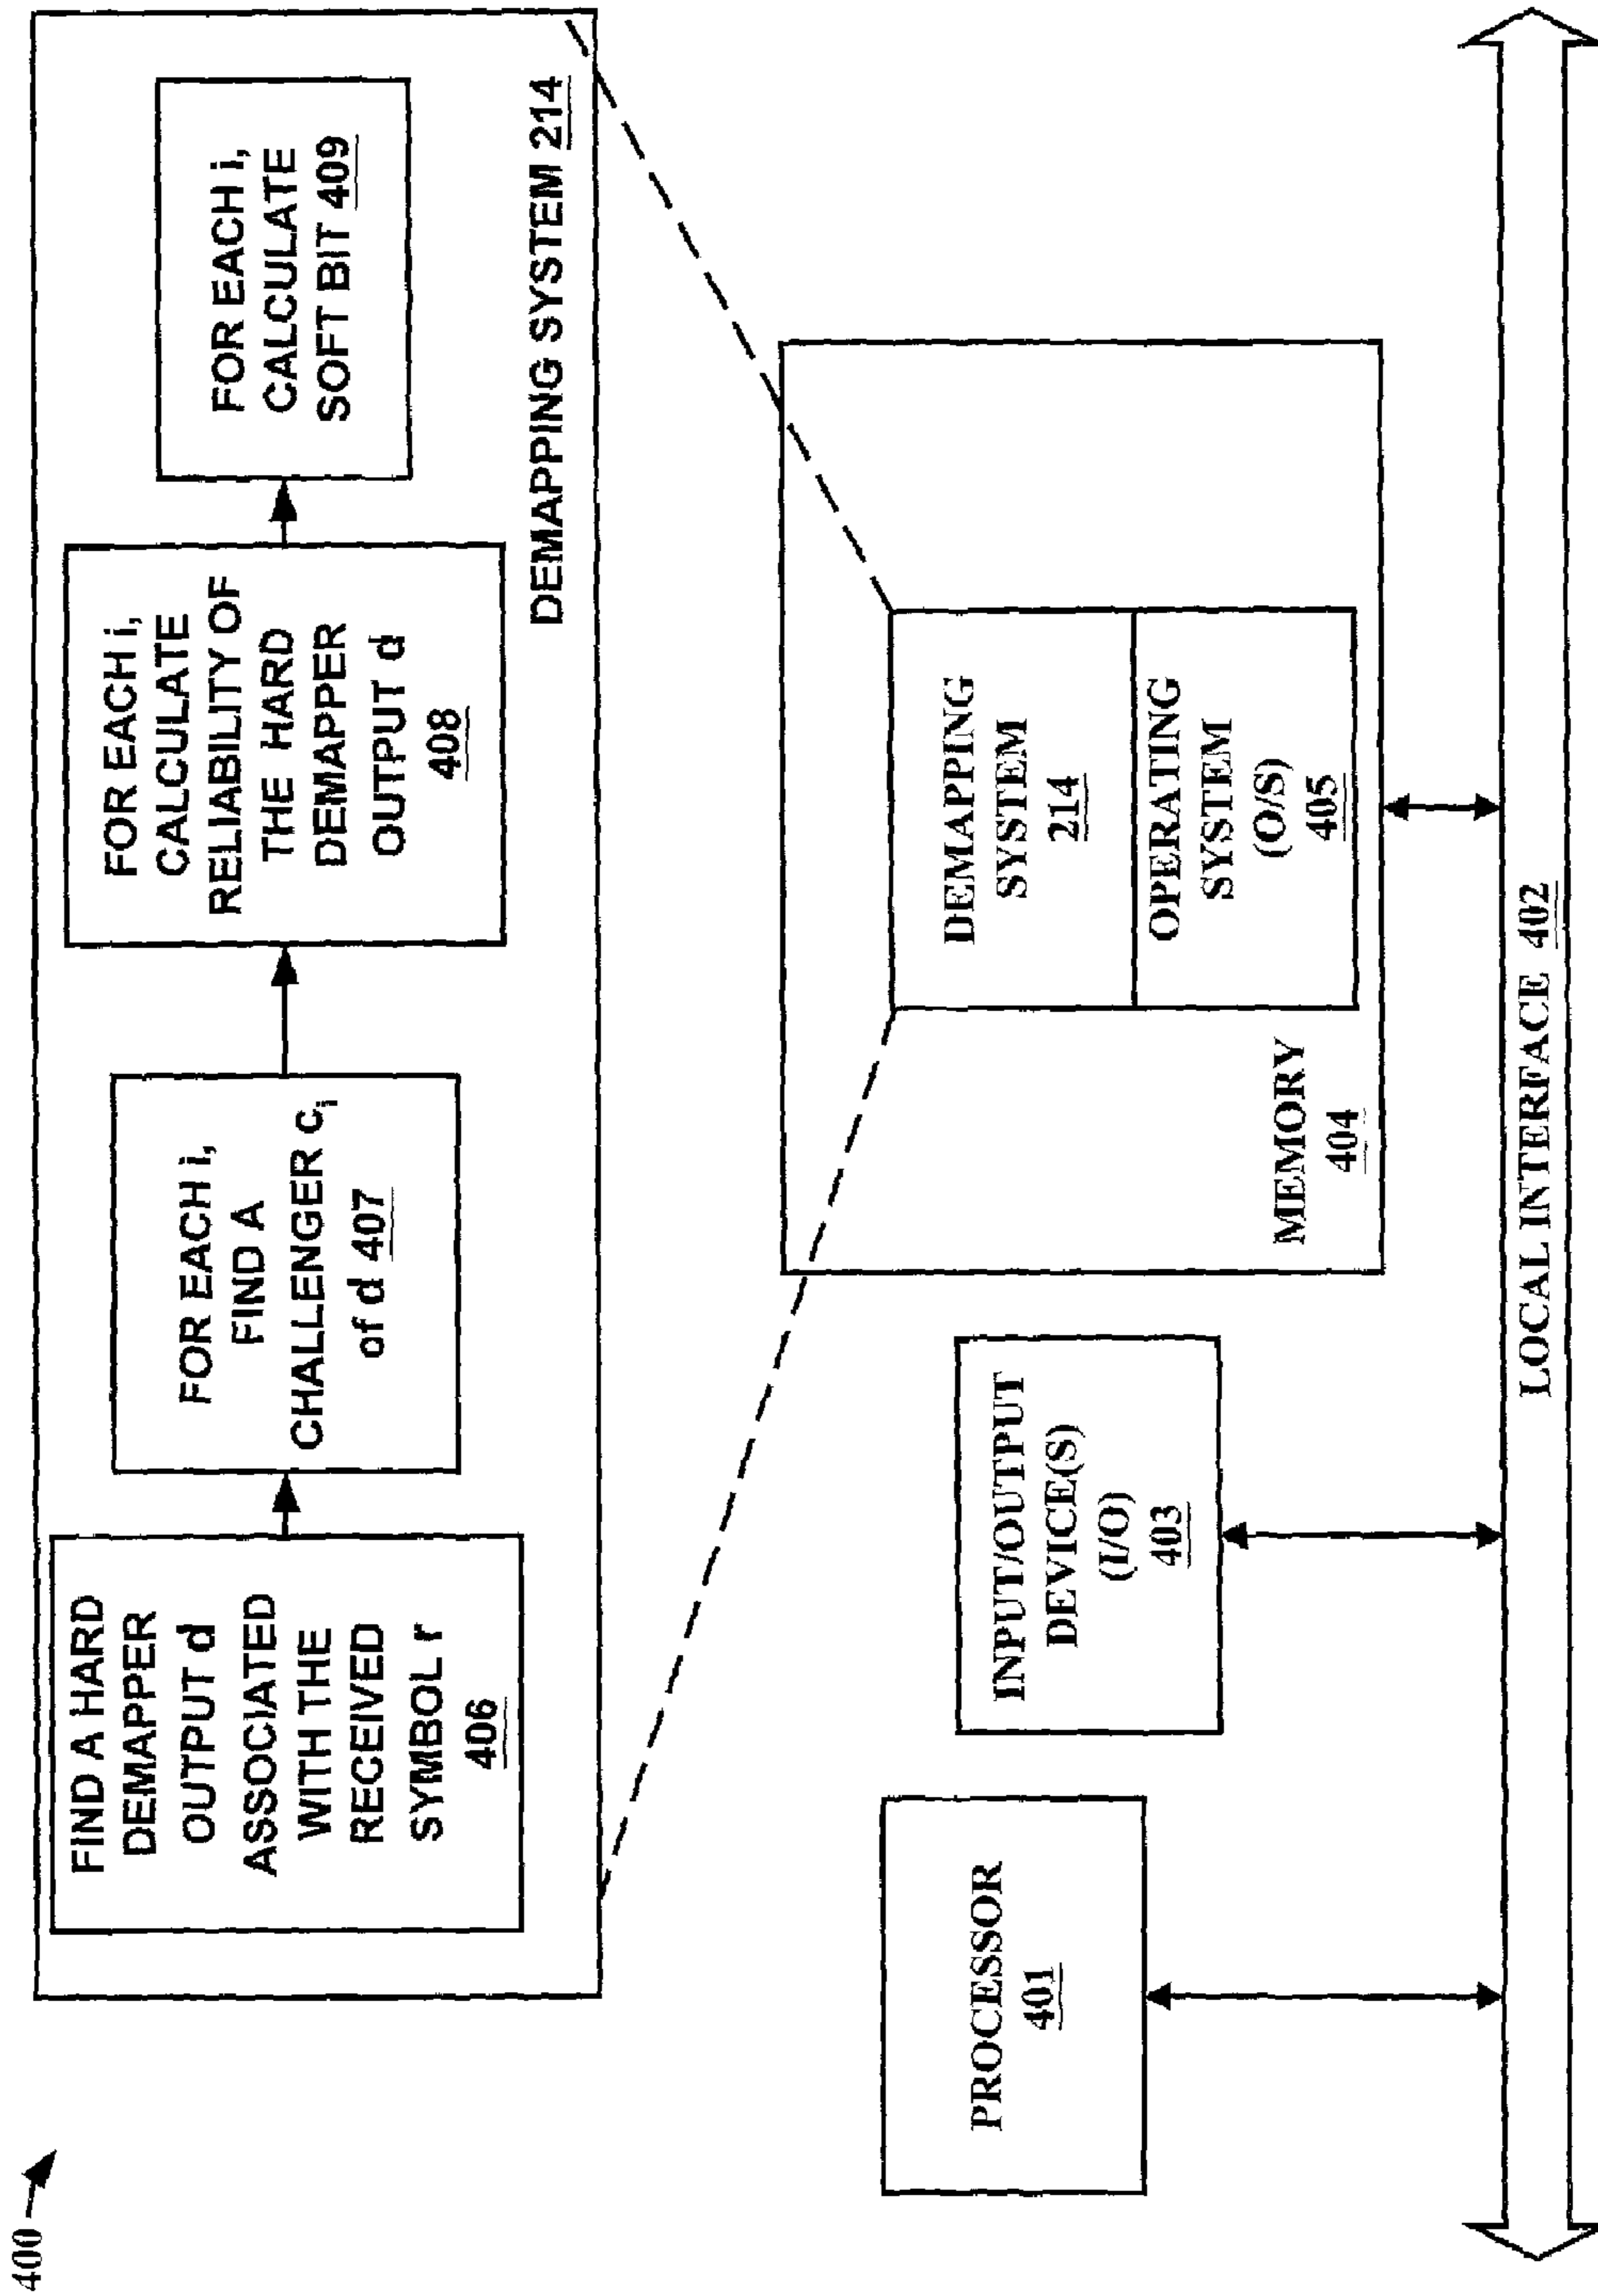 400
FIND A HARD
DEMAPPER
OUTPUT d
ASSOCIATED
WITH THE
RECEIVED
SYMBOL r
406
FOR EACH i,
FIND A
CHALLENGER ci
of d 407
FOR EACH i,
CALCULATE
RELIABILITY OF
THE HARD
DEMAPPER
OUTPUT d
408
FOR EACH i,
CALCULATE
SOFT BIT 409
DEMAPPING SYSTEM 214
PROCESSOR
401
INPUT/OUTPUT
DEVICE(S)
(I/O)
403
MEMORY
404
DEMAPPING
SYSTEM
214
OPERATING
SYSTEM
(O/S)
405
LOCAL INTERFACE 402